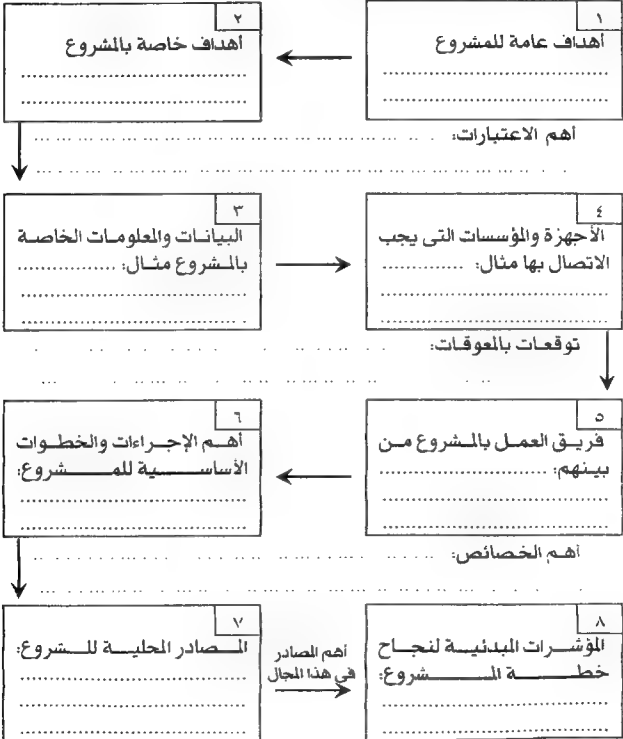 ١
أهداف عامة للمشروع
..........................................
..........................................
٢
أهداف خاصة بالمشروع
..........................................
..........................................
أهم الاعتبارات:
٣
البيانات والمعلومات الخاصة
بالمشروع مثال: .................
..........................................
..........................................
٤
الأجهزة والمؤسسات التى يجب
الاتصال بها مثال: ..............
..........................................
..........................................
توقعات بالمعوقات:
٥
فريق العمل بالمشروع من
بينهم: ...............................
..........................................
..........................................
٦
أهم الإجراءات والخطوات
الأساسية للمشروع:
..........................................
..........................................
أهم الخصائص:
٧
المصادر المحلية للمشروع:
..........................................
..........................................
..........................................
أهم المصادر
فى هذا المجال
٨
المؤشرات المبدئية لنجاح
خطة المشروع:
..........................................
..........................................